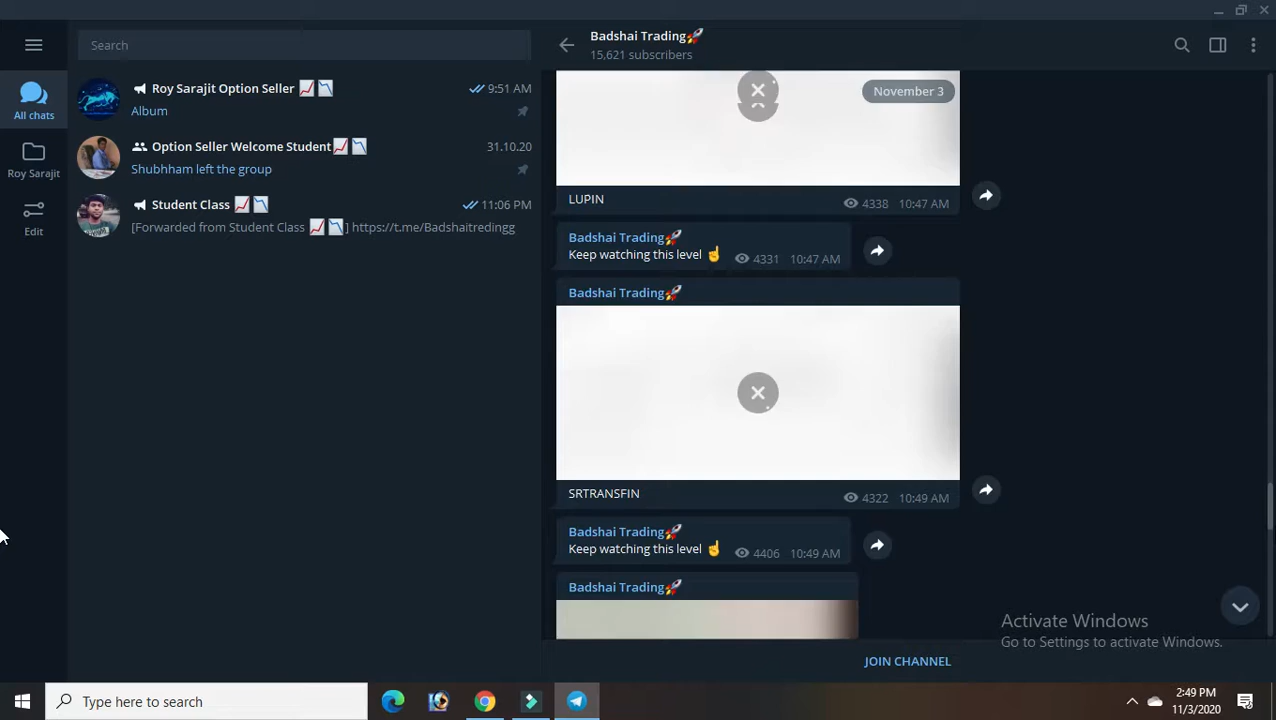 Search
Badshai Trading🚀
15,621 subscribers
All chats
Roy Sarajit
Edit
Roy Sarajit Option Seller 📈📉
9:51 AM
Album
Option Seller Welcome Student📈📉
31.10.20
Shubhham left the group
Student Class 📈📉
11:06 PM
[Forwarded from Student Class 📈📉] https://t.me/Badshaitredingg
November 3
LUPIN
4338 10:47 AM
Badshai Trading🚀
Keep watching this level ☝
4331 10:47 AM
Badshai Trading🚀
SRTRANSFIN
4322 10:49 AM
Badshai Trading🚀
Keep watching this level ☝
4406 10:49 AM
Badshai Trading🚀
JOIN CHANNEL
Activate Windows
Go to Settings to activate Windows.
Type here to search
2:49 PM
11/3/2020